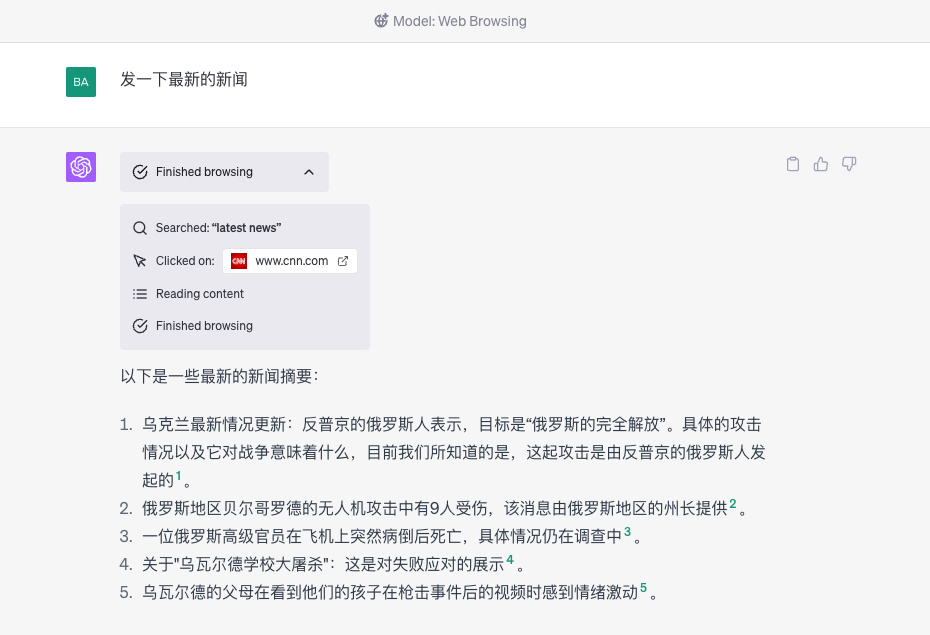 Model: Web Browsing
BA
发一下最新的新闻
Finished browsing
Searched: “latest news”
Clicked on: CNN www.cnn.com
Reading content
Finished browsing
以下是一些最新的新闻摘要：
1. 乌克兰最新情况更新：反普京的俄罗斯人表示，目标是“俄罗斯的完全解放”。具体的攻击
情况以及它对战争意味着什么，目前我们所知道的是，这起攻击是由反普京的俄罗斯人发
起的1。
2. 俄罗斯地区贝尔哥罗德的无人机攻击中有9人受伤，该消息由俄罗斯地区的州长提供2。
3. 一位俄罗斯高级官员在飞机上突然病倒后死亡，具体情况仍在调查中3。
4. 关于"乌瓦尔德学校大屠杀"：这是对失败应对的展示4。
5. 乌瓦尔德的父母在看到他们的孩子在枪击事件后的视频时感到情绪激动5。